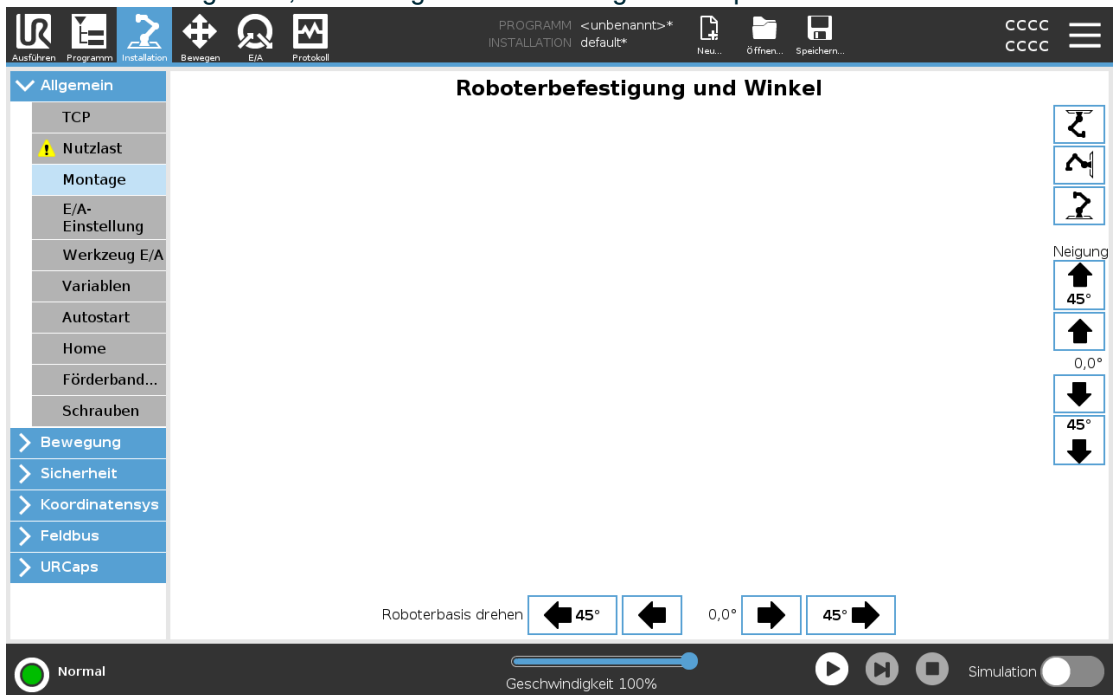 PROGRAMM <unbenannt>*
INSTALLATION default*
Ausführen Programm Installation Bewegen E/A Protokoll
Neu... Öffnen... Speichern...
CCCC
CCCC
Allgemein
TCP
Nutzlast
Montage
E/A-
Einstellung
Werkzeug E/A
Variablen
Autostart
Home
Förderband...
Schrauben
Bewegung
Sicherheit
Koordinatensys
Feldbus
URCaps
Roboterbefestigung und Winkel
Neigung
45°
0,0°
45°
Roboterbasis drehen 45° 0,0° 45°
Normal
Geschwindigkeit 100%
Simulation